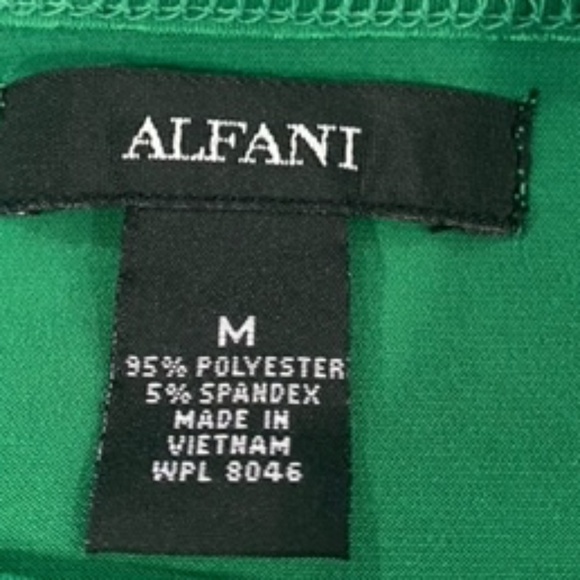 ALFANI
M
95% POLYESTER
5% SPANDEX
MADE IN
VIETNAM
WPL 8046